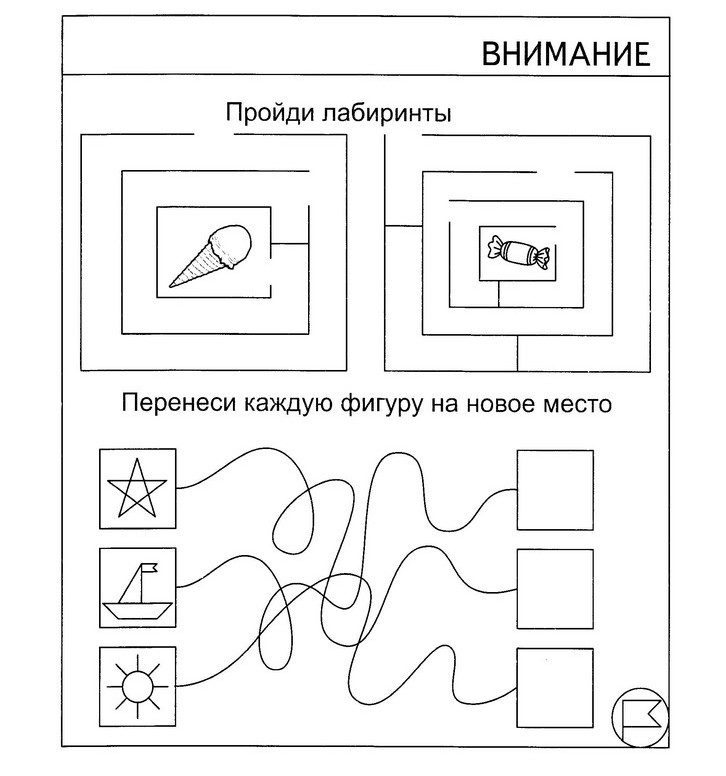 ВНИМАНИЕ
Пройди лабиринты
Перенеси каждую фигуру на новое место